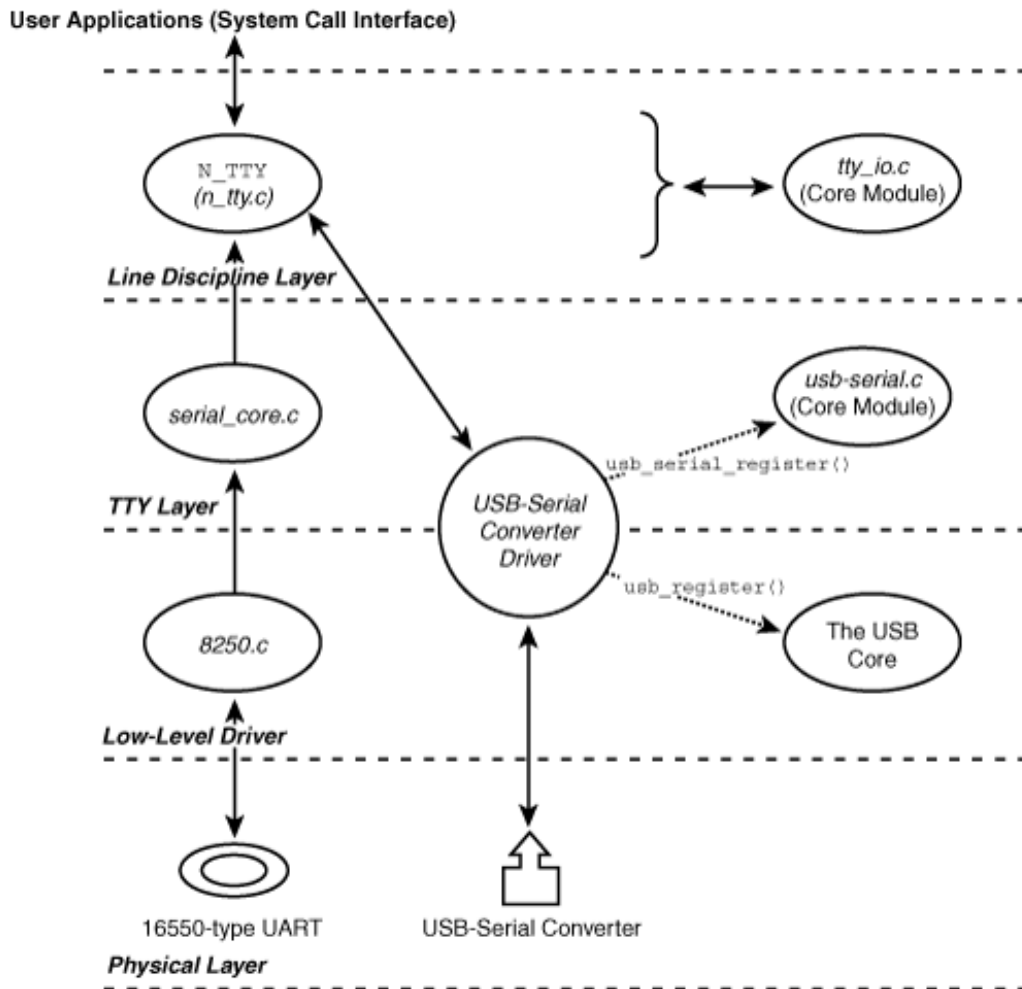 User Applications (System Call Interface)
N_TTY
(n_tty.c)
tty_io.c
(Core Module)
Line Discipline Layer
serial_core.c
usb-serial.c
(Core Module)
usb_serial_register()
TTY Layer
USB-Serial
Converter
Driver
usb_register()
8250.c
The USB
Core
Low-Level Driver
16550-type UART
USB-Serial Converter
Physical Layer